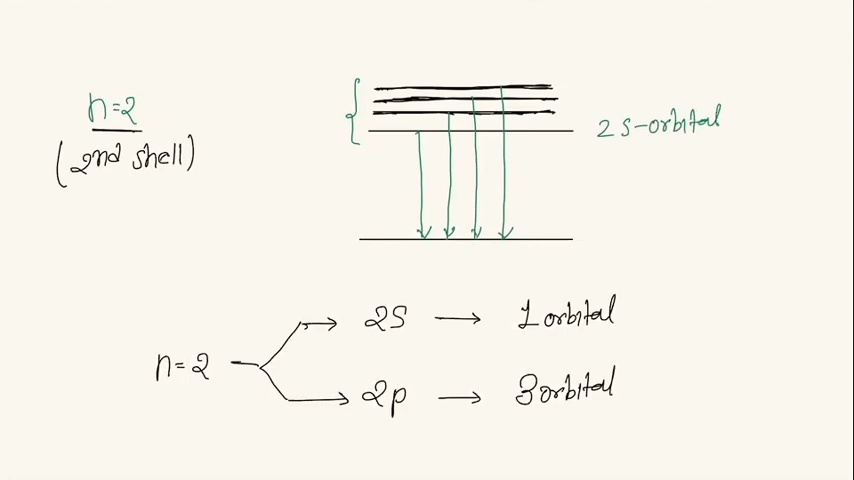 n=2
(2nd shell)
2s-orbital
n=2
2s → 1 orbital
2p → 3 orbital